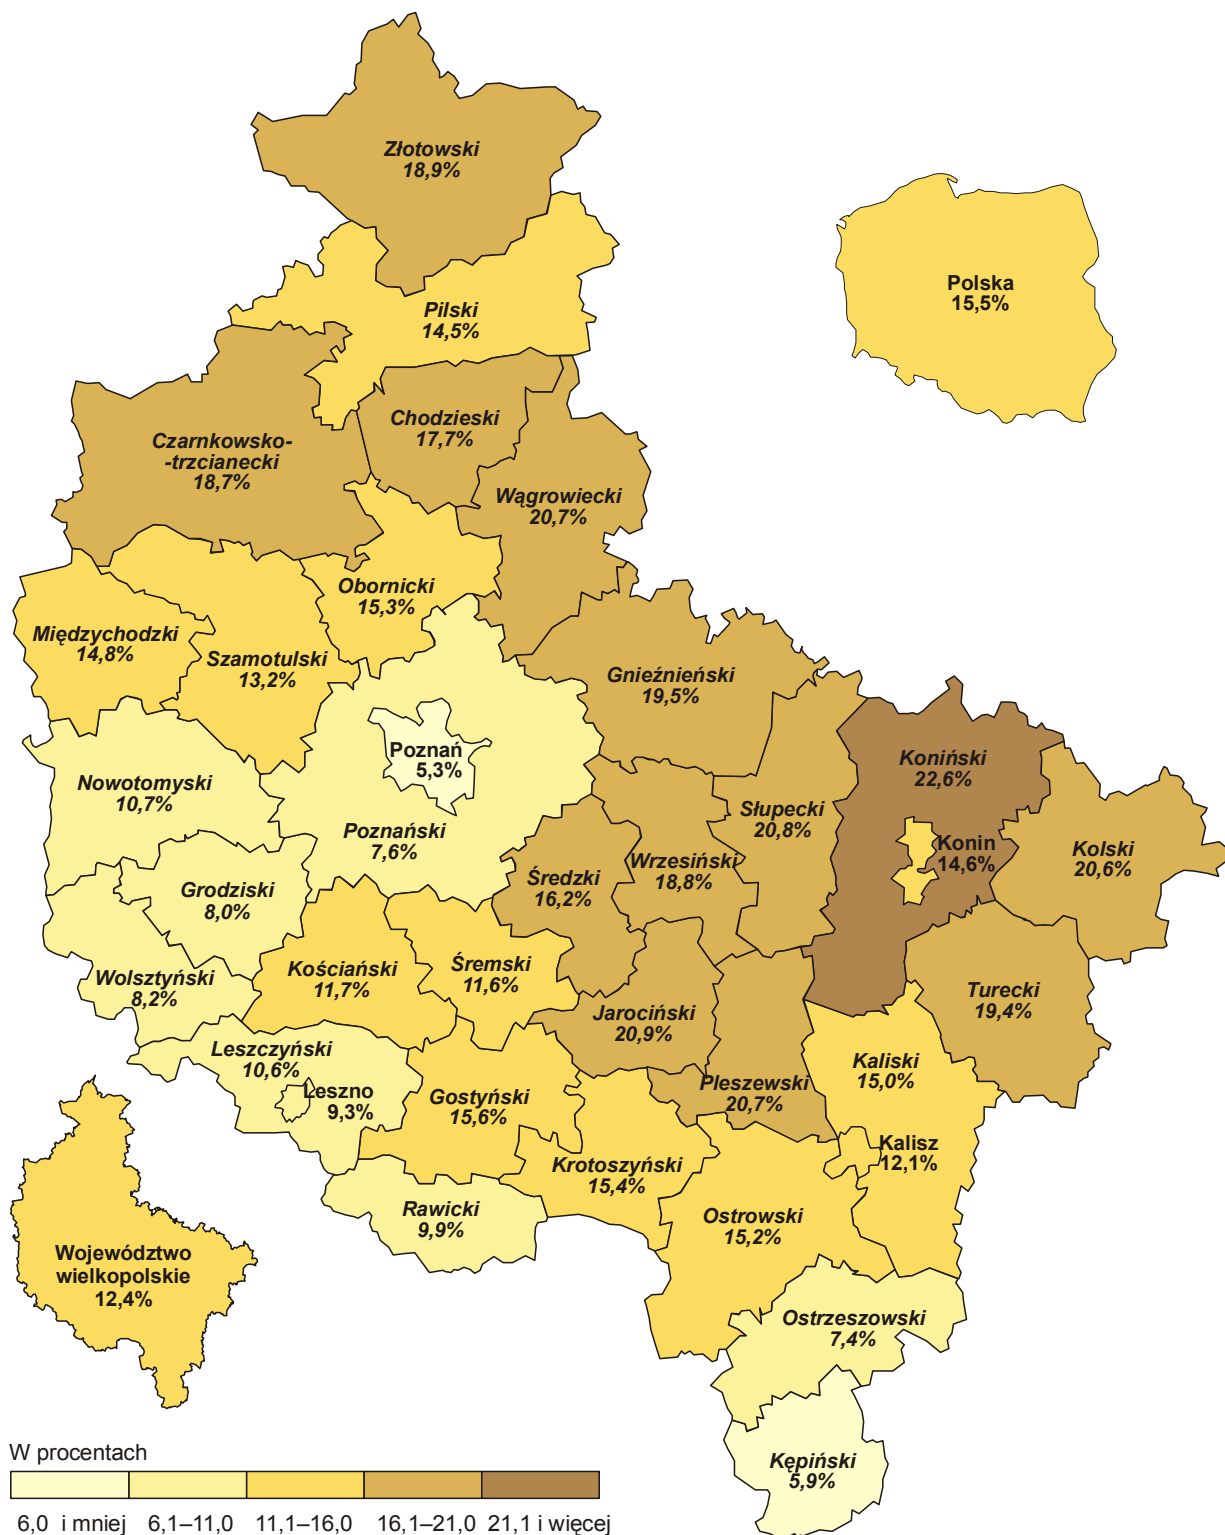 Złotowski
18,9%
Polska
15,5%
Pilski
14,5%
Chodzieski
17,7%
Czarnkowsko-
-trzcianecki
18,7%
Wągrowiecki
20,7%
Obornicki
15,3%
Międzychodzki
14,8%
Szamotulski
13,2%
Gnieźnieński
19,5%
Poznań
5,3%
Koniński
22,6%
Nowotomyski
10,7%
Poznański
7,6%
Słupecki
20,8%
Konin
14,6%
Kolski
20,6%
Wrzesiński
18,8%
Średzki
16,2%
Grodziski
8,0%
Wolsztyński
8,2%
Kościański
11,7%
Śremski
11,6%
Turecki
19,4%
Jarociński
20,9%
Leszczyński
10,6%
Leszno
9,3%
Gostyński
15,6%
Pleszewski
20,7%
Kaliski
15,0%
Kalisz
12,1%
Krotoszyński
15,4%
Rawicki
9,9%
Ostrowski
15,2%
Województwo
wielkopolskie
12,4%
Ostrzeszowski
7,4%
Kępiński
5,9%
W procentach
6,0 i mniej 6,1–11,0 11,1–16,0 16,1–21,0 21,1 i więcej